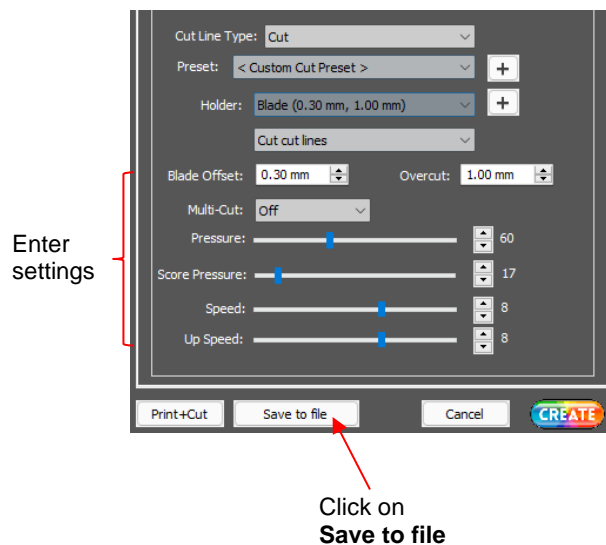 Cut Line Type: Cut
Preset: < Custom Cut Preset > +
Holder: Blade (0.30 mm, 1.00 mm) +
Cut cut lines
Blade Offset: 0.30 mm Overcut: 1.00 mm
Multi-Cut: Off
Pressure: 60
Score Pressure: 17
Speed: 8
Up Speed: 8
Enter
settings
Print+Cut Save to file Cancel CREATE
Click on
Save to file